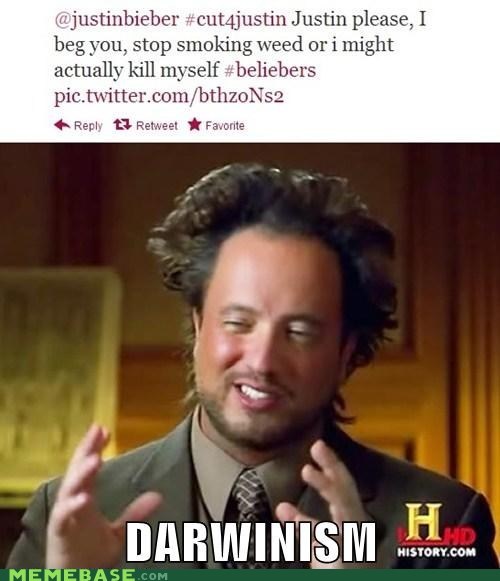 @justinbieber #cut4justin Justin please, I
beg you, stop smoking weed or i might
actually kill myself #beliebers
pic.twitter.com/bthzoNs2
Reply Retweet Favorite
DARWINISM
H HD
HISTORY.COM
MEMEBASE.COM